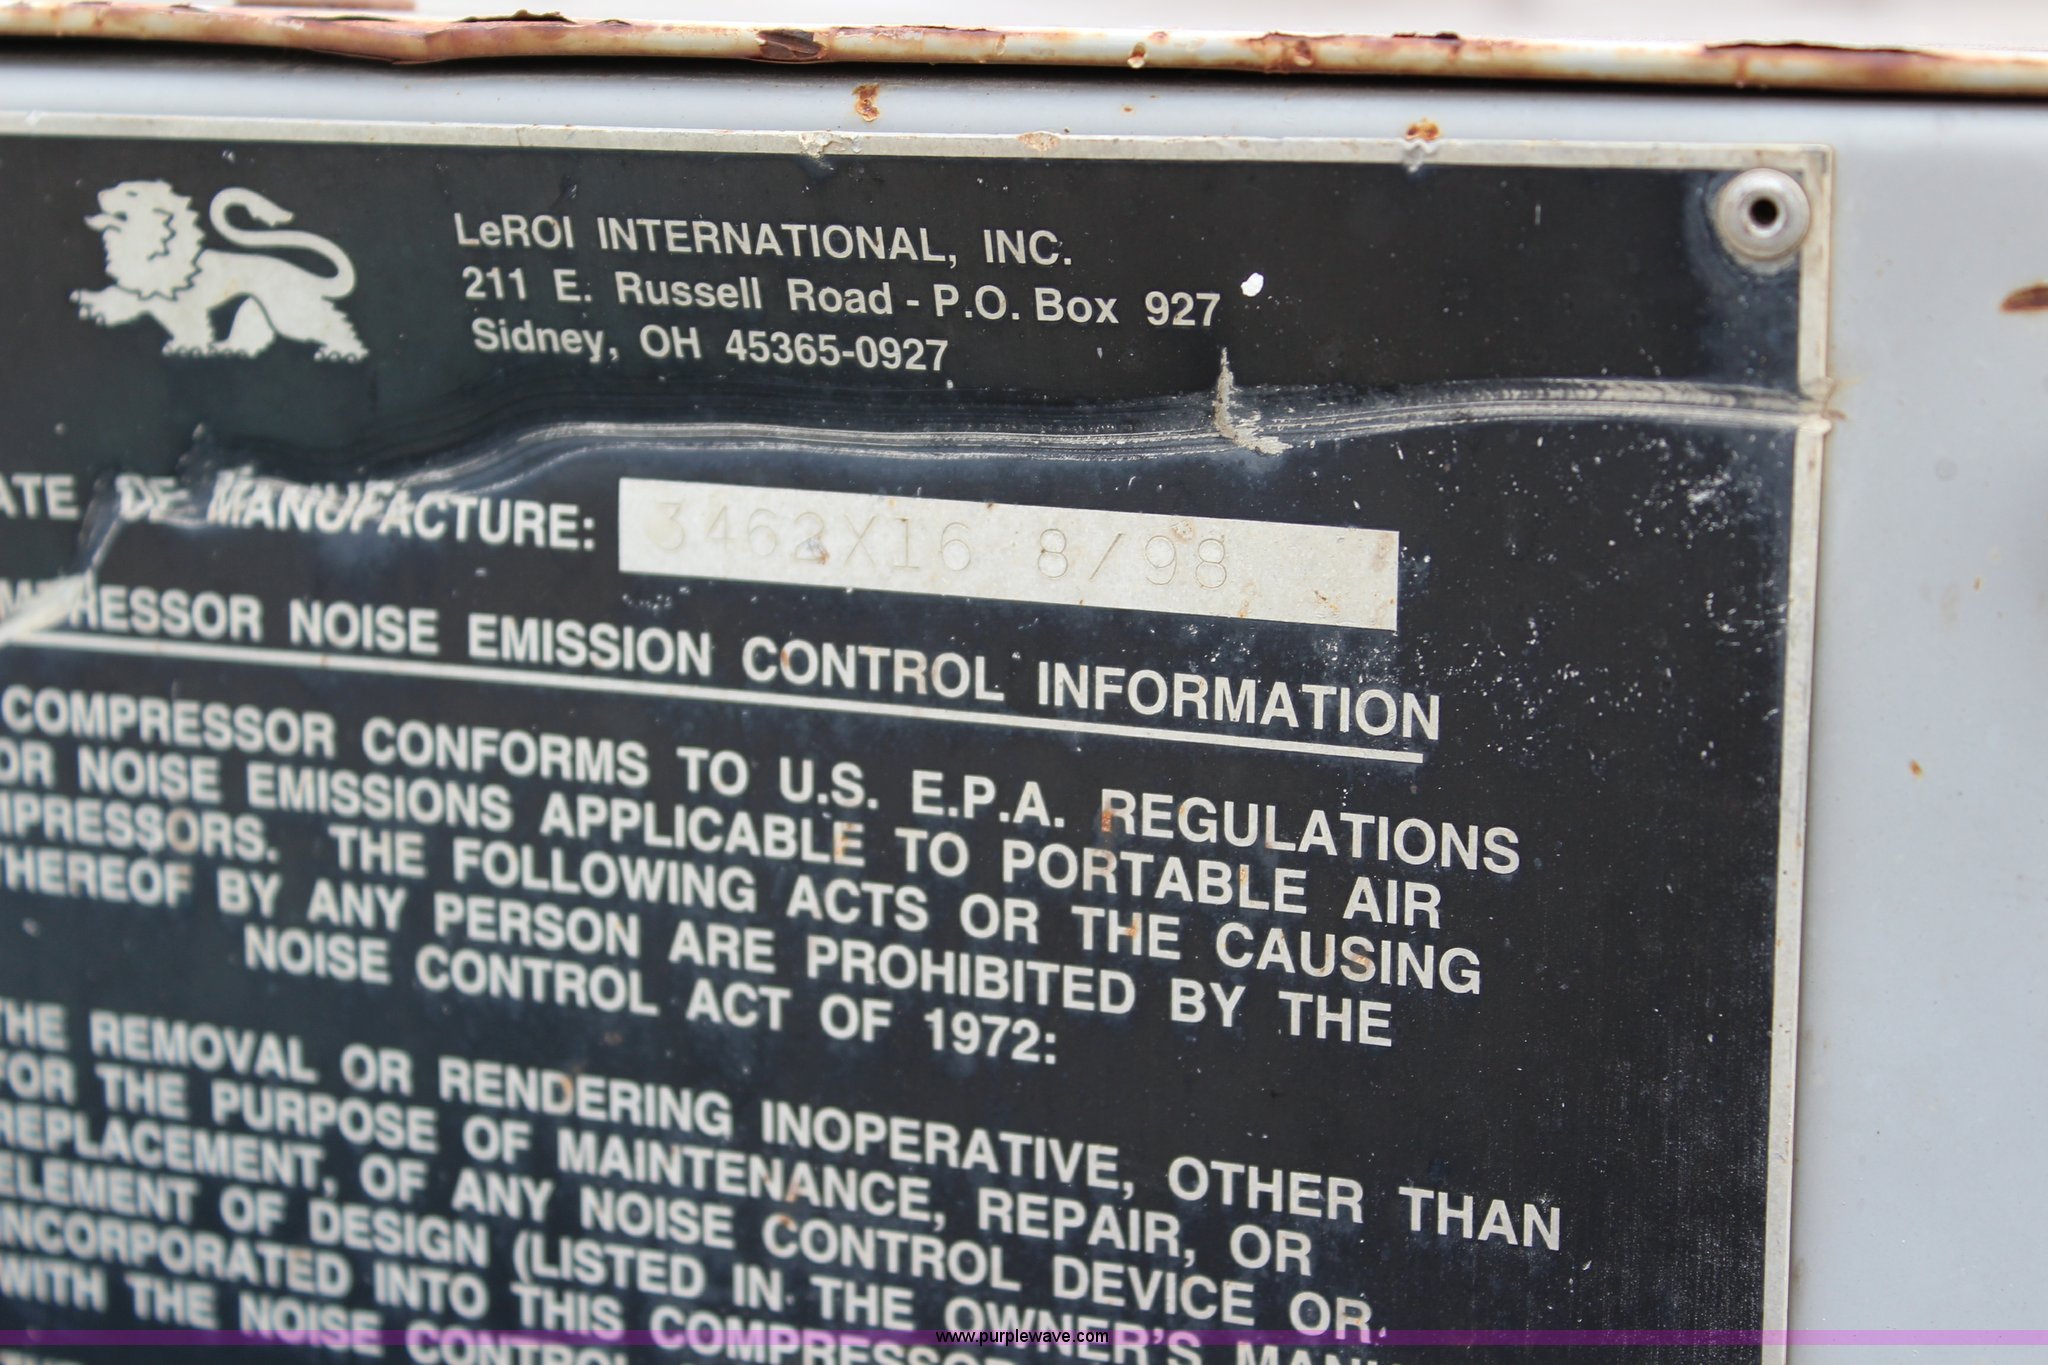 LeROI INTERNATIONAL, INC.
211 E. Russell Road - P.O. Box 927
Sidney, OH 45365-0927
ATE OF MANUFACTURE: 3462X16 8/98
MPRESSOR NOISE EMISSION CONTROL INFORMATION
COMPRESSOR CONFORMS TO U.S. E.P.A. REGULATIONS
OR NOISE EMISSIONS APPLICABLE TO PORTABLE AIR
MPRESSORS. THE FOLLOWING ACTS OR THE CAUSING
THEREOF BY ANY PERSON ARE PROHIBITED BY THE
NOISE CONTROL ACT OF 1972:
THE REMOVAL OR RENDERING INOPERATIVE, OTHER THAN
FOR THE PURPOSE OF MAINTENANCE, REPAIR, OR
REPLACEMENT, OF ANY NOISE CONTROL DEVICE OR
ELEMENT OF DESIGN (LISTED IN THE OWNER'S
INCORPORATED INTO THIS COMPRESSOR
WITH THE NOISE CONTROL
www.purplewave.com